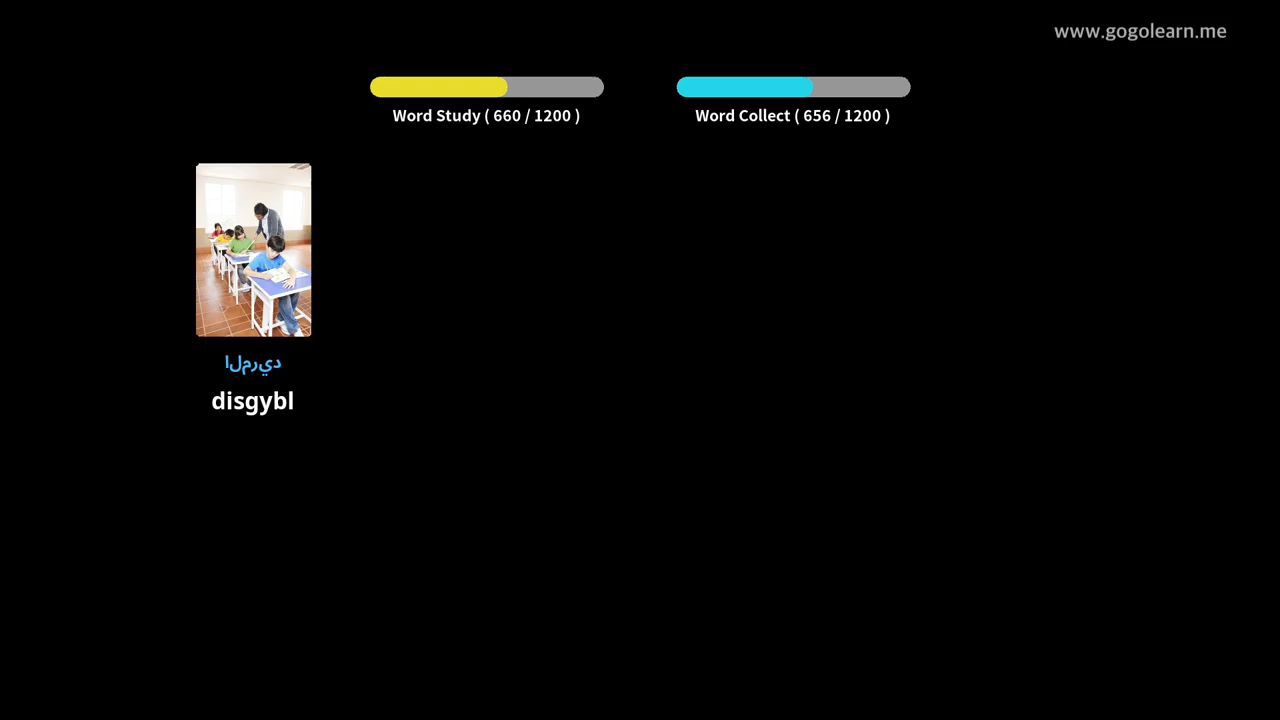 www.gogolearn.me
Word Study ( 660 / 1200 )
Word Collect ( 656 / 1200 )
المريد
disgybl